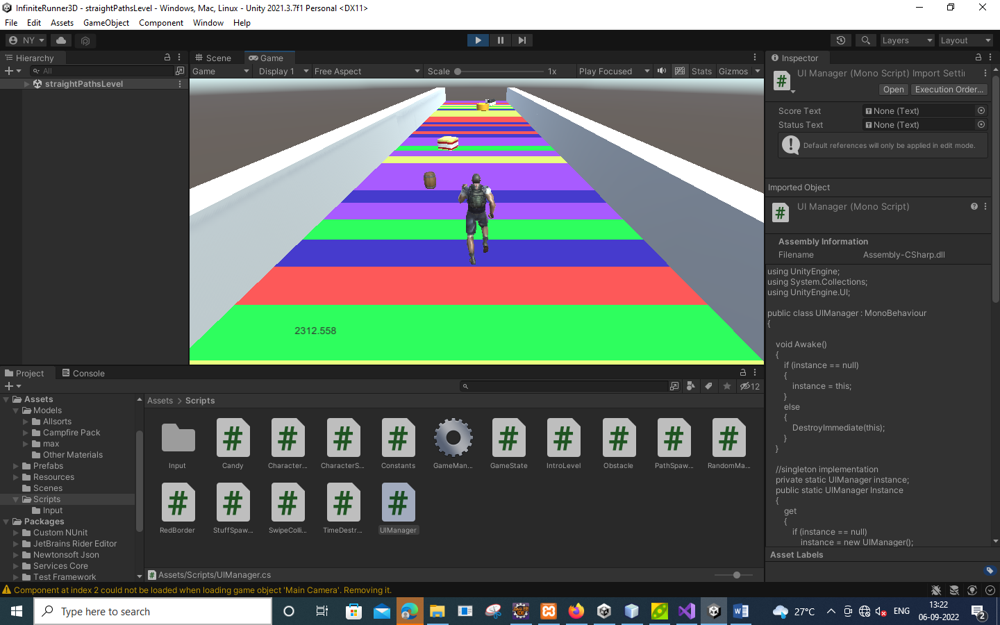 InfiniteRunner3D - straightPathsLevel - Windows, Mac, Linux - Unity 2021.3.7f1 Personal <DX11>
File Edit Assets GameObject Component Window Help
NY Layers Layout
Hierarchy
All
straightPathsLevel
Scene Game
Game Display 1 Free Aspect Scale 1x Play Focused Stats Gizmos
2312.558
Inspector
UI Manager (Mono Script) Import Settin
Open Execution Order...
Score Text None (Text)
Status Text None (Text)
Default references will only be applied in edit mode.
Imported Object
UI Manager (Mono Script)
Assembly Information
Filename Assembly-CSharp.dll
using UnityEngine;
using System.Collections;
using UnityEngine.UI;
public class UIManager : MonoBehaviour
{
void Awake()
{
if (instance == null)
{
instance = this;
}
else
{
DestroyImmediate(this);
}
}
//singleton implementation
private static UIManager instance;
public static UIManager Instance
{
get
{
if (instance == null)
instance = new UIManager();
Asset Labels
Project Console
12
Assets
Models
Allsorts
Campfire Pack
max
Other Materials
Prefabs
Resources
Scenes
Scripts
Input
Packages
Custom NUnit
JetBrains Rider Editor
Newtonsoft Json
Services Core
Test Framework
Assets > Scripts
Input Candy Character... CharacterS... Constants GameMan... GameState IntroLevel Obstacle PathSpaw... RandomMa...
RedBorder StuffSpaw... SwipeColli... TimeDestr... UIManager
Assets/Scripts/UIManager.cs
Component at index 2 could not be loaded when loading game object 'Main Camera'. Removing it.
Type here to search
27°C ENG 13:22
06-09-2022
2